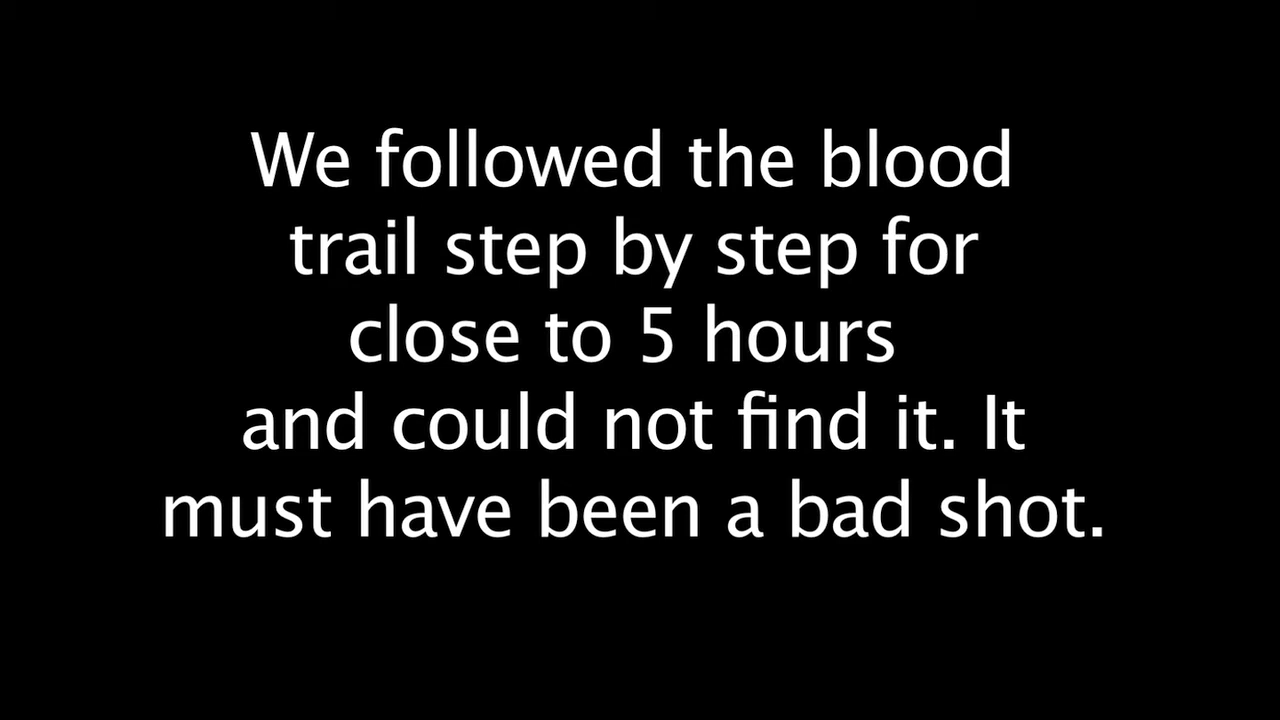 We followed the blood
trail step by step for
close to 5 hours
and could not find it. It
must have been a bad shot.